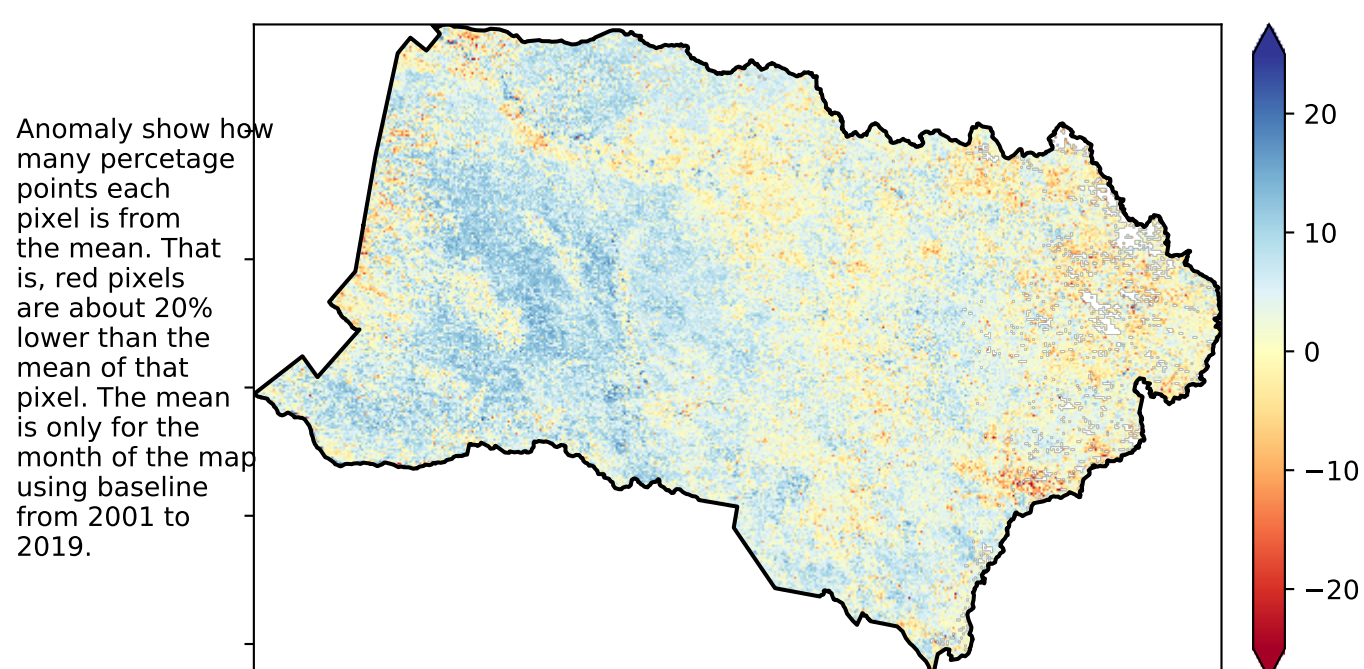 Anomaly show how
many percetage
points each
pixel is from
the mean. That
is, red pixels
are about 20%
lower than the
mean of that
pixel. The mean
is only for the
month of the map
using baseline
from 2001 to
2019.
20
10
0
−10
−20